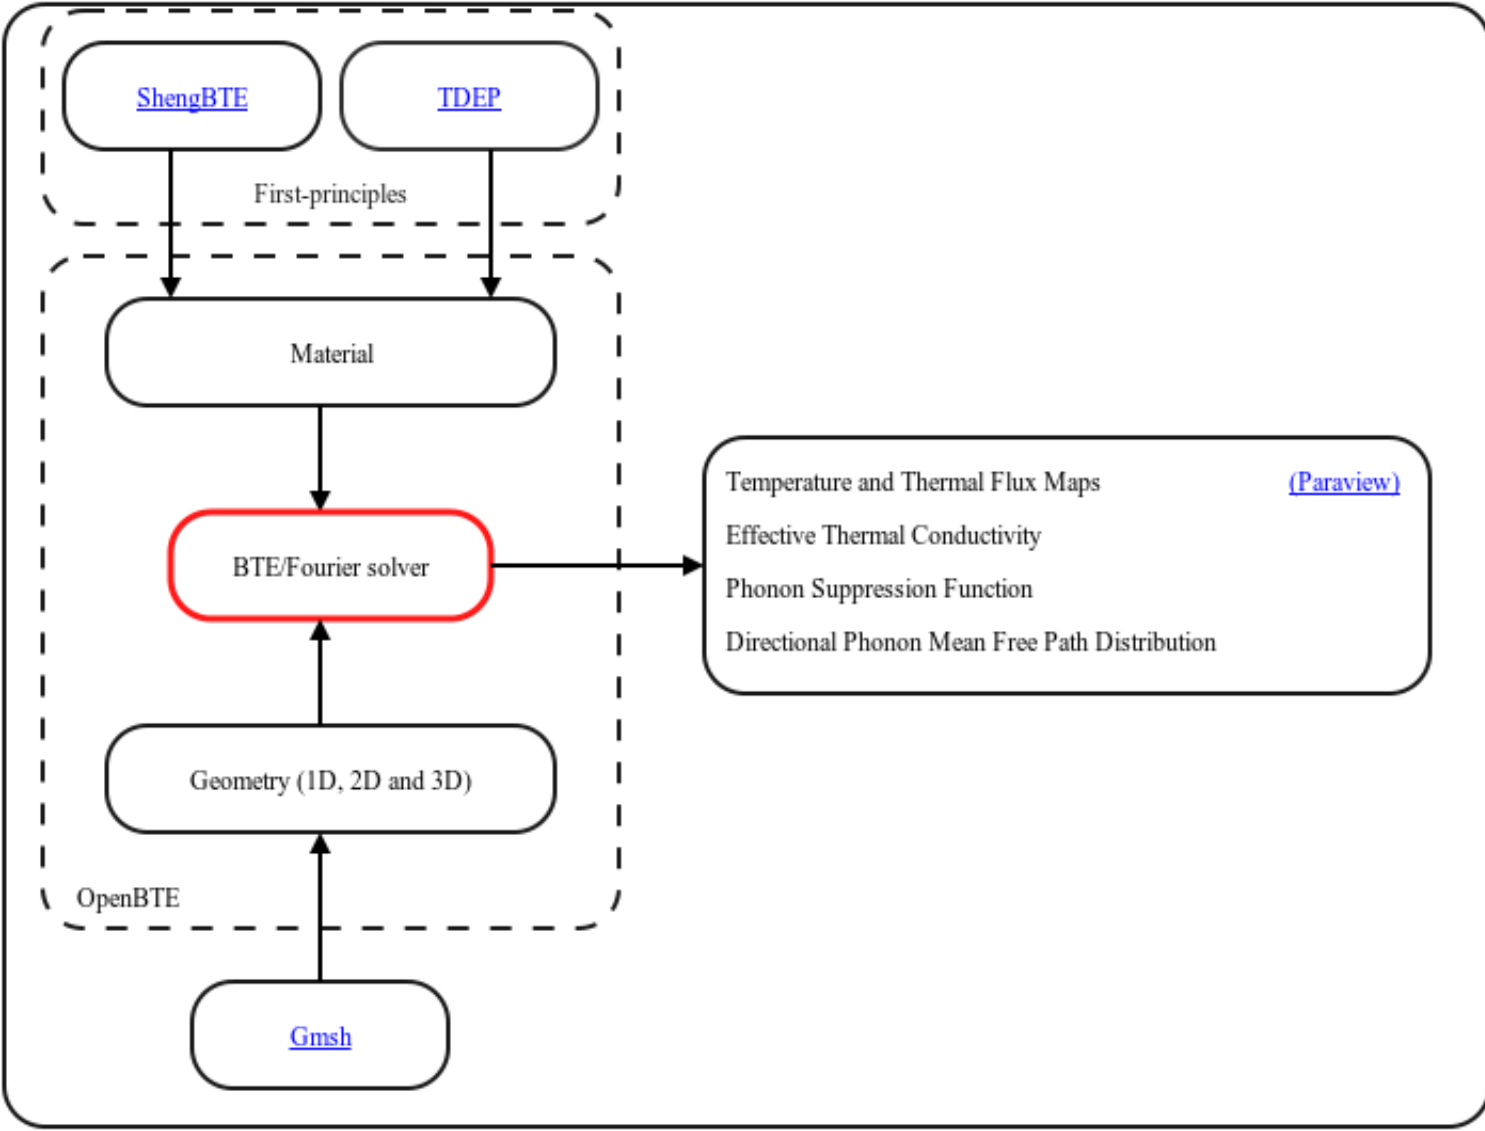 ShengBTE
TDEP
First-principles
Material
BTE/Fourier solver
Temperature and Thermal Flux Maps (Paraview)
Effective Thermal Conductivity
Phonon Suppression Function
Directional Phonon Mean Free Path Distribution
Geometry (1D, 2D and 3D)
OpenBTE
Gmsh